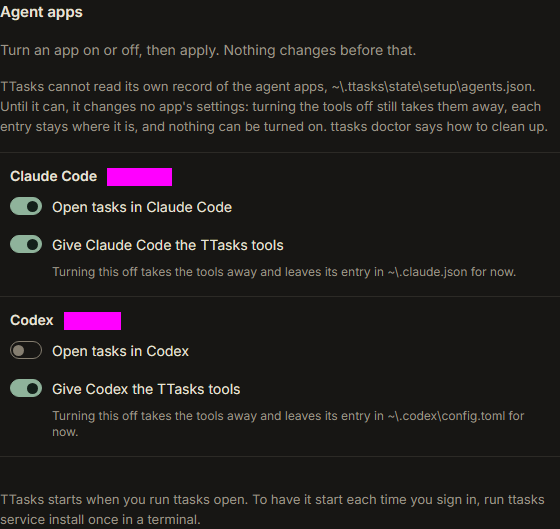 Agent apps
Turn an app on or off, then apply. Nothing changes before that.
TTasks cannot read its own record of the agent apps, ~\.ttasks\state\setup\agents.json.
Until it can, it changes no app's settings: turning the tools off still takes them away, each
entry stays where it is, and nothing can be turned on. ttasks doctor says how to clean up.
Claude Code
Open tasks in Claude Code
Give Claude Code the TTasks tools
Turning this off takes the tools away and leaves its entry in ~\.claude.json for now.
Codex
Open tasks in Codex
Give Codex the TTasks tools
Turning this off takes the tools away and leaves its entry in ~\.codex\config.toml for
now.
TTasks starts when you run ttasks open. To have it start each time you sign in, run ttasks
service install once in a terminal.